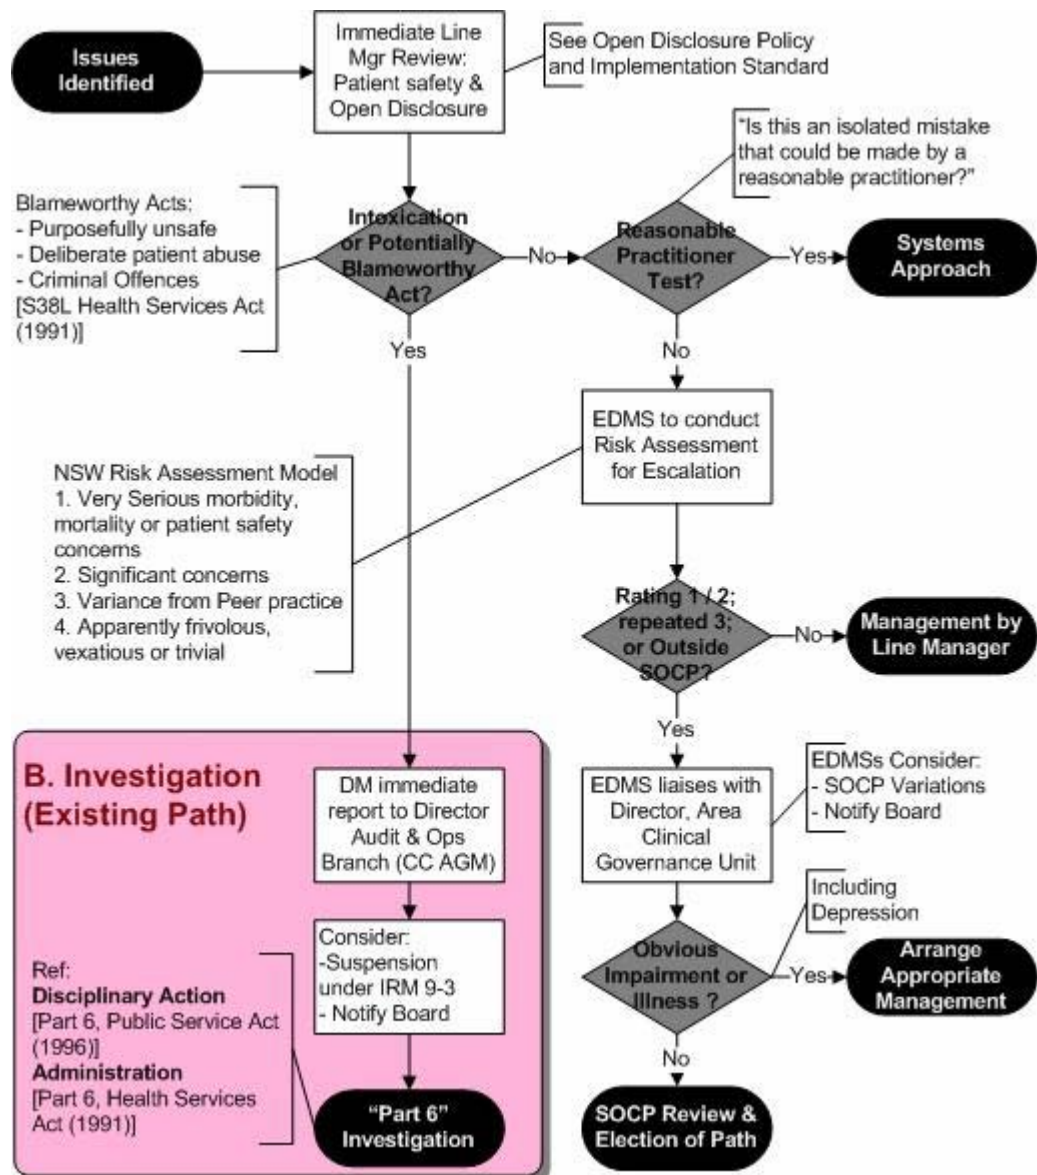 Issues
Identified
Immediate Line
Mgr Review:
Patient safety &
Open Disclosure
See Open Disclosure Policy
and Implementation Standard
"Is this an isolated mistake
that could be made by a
reasonable practitioner?"
Blameworthy Acts:
- Purposefully unsafe
- Deliberate patient abuse
- Criminal Offences
[S38L Health Services Act
(1991)]
Intoxication
or Potentially
Blameworthy
Act?
No
Reasonable
Practitioner
Test?
Yes
Systems
Approach
Yes
No
EDMS to conduct
Risk Assessment
for Escalation
NSW Risk Assessment Model
1. Very Serious morbidity,
mortality or patient safety
concerns
2. Significant concerns
3. Variance from Peer practice
4. Apparently frivolous,
vexatious or trivial
Rating 1 / 2;
repeated 3;
or Outside
SOCP?
No
Management by
Line Manager
Yes
B. Investigation
(Existing Path)
DM immediate
report to Director
Audit & Ops
Branch (CC AGM)
EDMS liaises with
Director, Area
Clinical
Governance Unit
EDMSs Consider:
- SOCP Variations
- Notify Board
Including
Depression
Consider:
-Suspension
under IRM 9-3
- Notify Board
Obvious
Impairment or
Illness ?
Yes
Arrange
Appropriate
Management
Ref:
Disciplinary Action
[Part 6, Public Service Act
(1996)]
Administration
[Part 6, Health Services
Act (1991)]
No
"Part 6"
Investigation
SOCP Review &
Election of Path